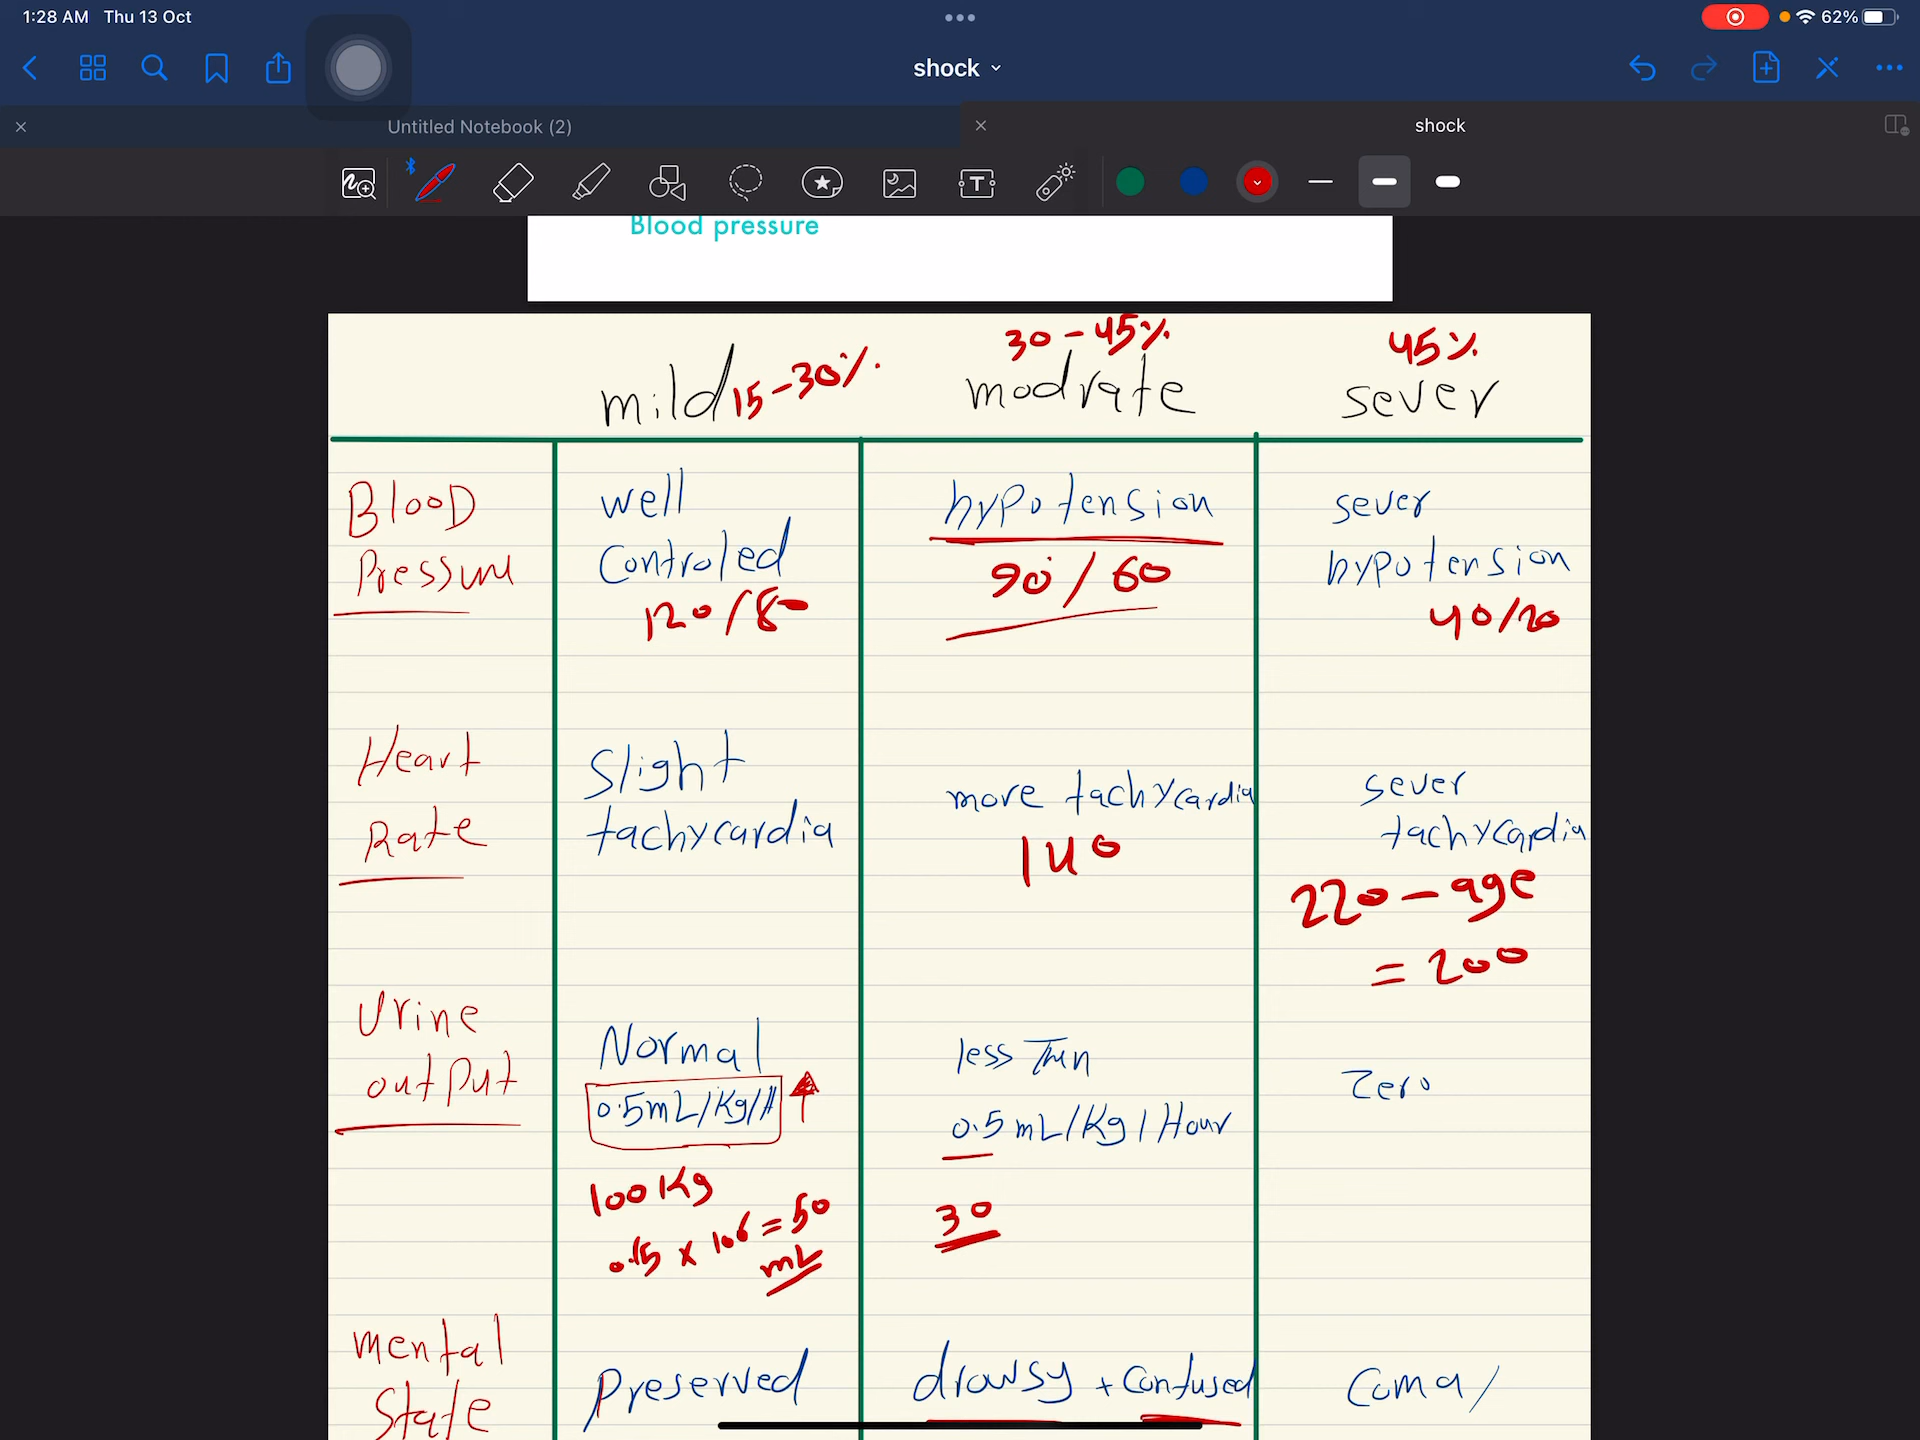 1:28 AM Thu 13 Oct
62%
shock
Untitled Notebook (2)
shock
Blood pressure
mild 15-30%
30-45%
modrate
45%
sever
Blood
Pressure
well
Controled
120/80
hypotension
90/60
sever
hypotension
40/20
Heart
Rate
Slight
tachycardia
more tachycardia
140
sever
tachycardia
220-age
=200
Urine
output
Normal
0.5mL/Kg/H
100Kg
0.5 x 100 = 50
mL
less Than
0.5mL/Kg/Hour
30
Zero
mental
State
Preserved
drowsy + Confused
Coma/